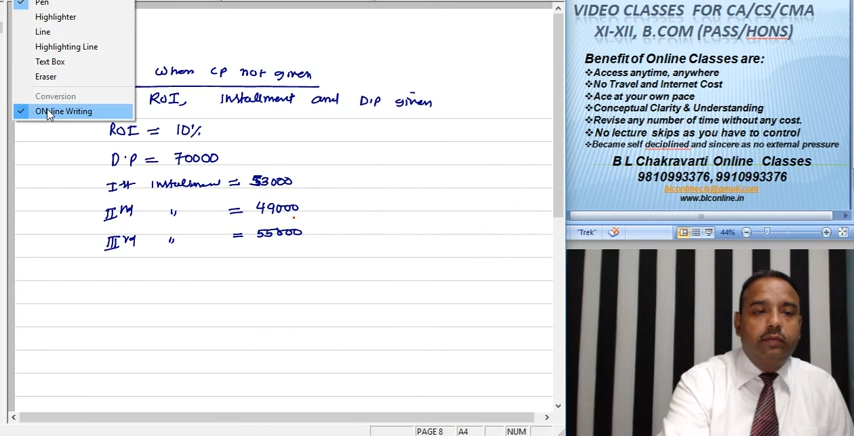 Pen
Highlighter
Line
Highlighting Line
Text Box
Eraser
Conversion
ON-line Writing
When CP not given
ROI, Installment and D.P given
ROI = 10%
D.P = 70000
Ist installment = 53000
IInd " = 49000
IIIrd " = 55000
PAGE 8 A4 NUM
VIDEO CLASSES FOR CA/CS/CMA
XI-XII, B.COM (PASS/HONS)
Benefit of Online Classes are:
➤Access anytime, anywhere
➤No Travel and Internet Cost
➤Ace at your own pace
➤Conceptual Clarity & Understanding
➤Revise any number of time without any cost.
➤No lecture skips as you have to control
➤Became self deciplined and sincere as no external pressure
B L Chakravarti Online Classes
9810993376, 9910993376
www.blconline.in
"Trek" 44%